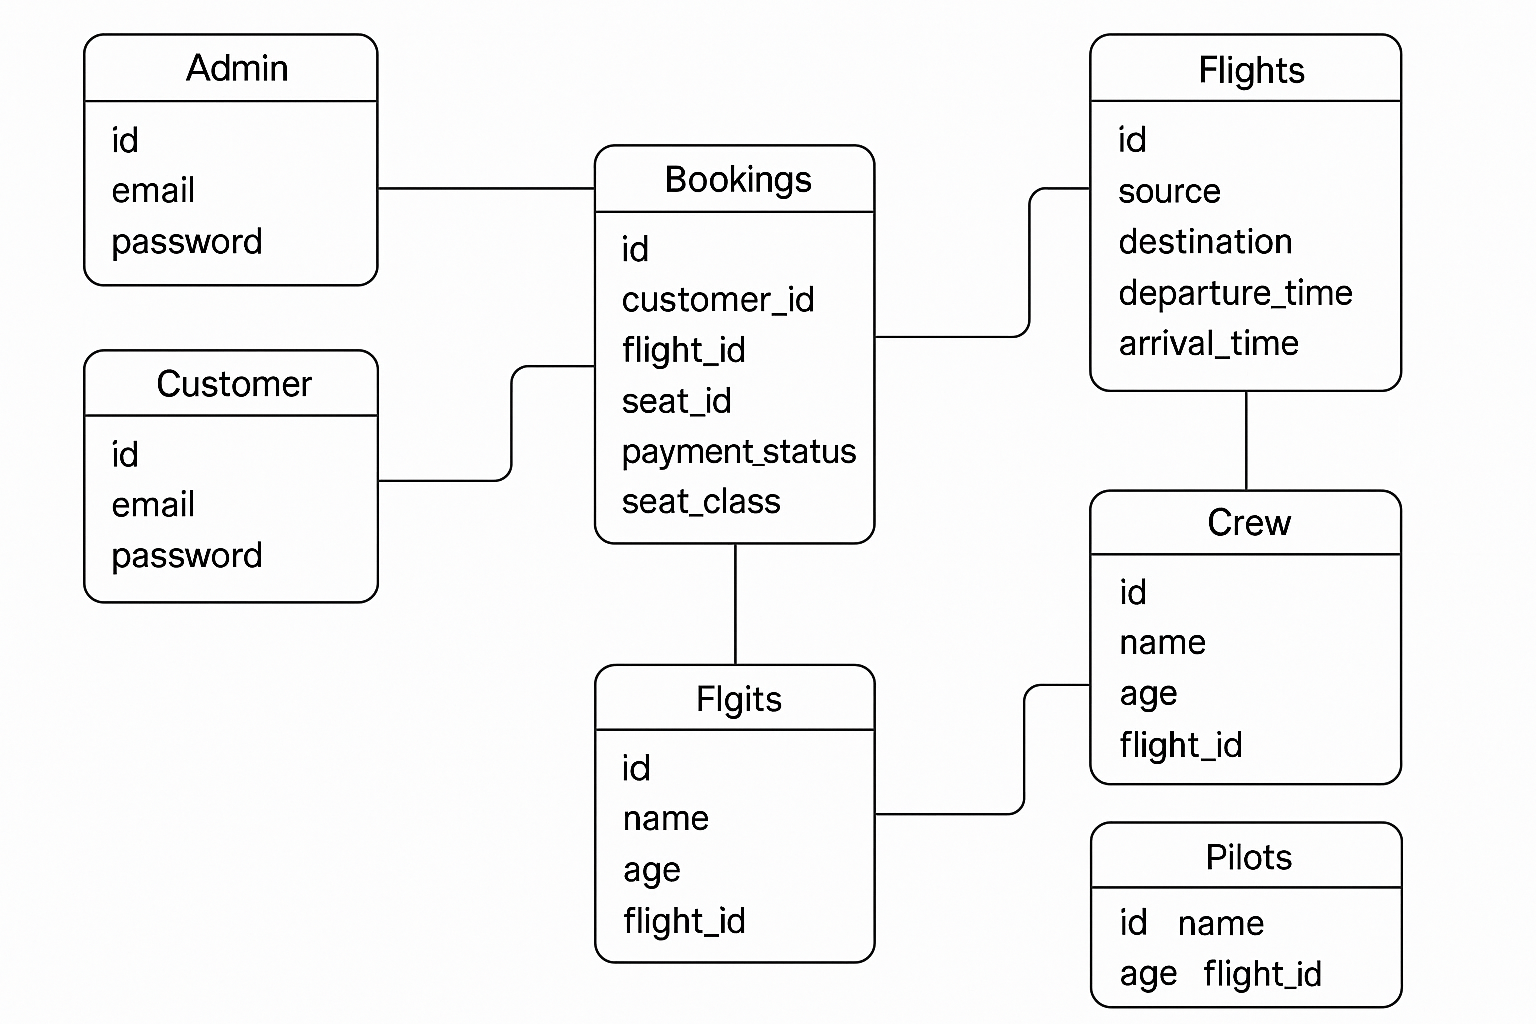 Admin
id
email
password
Customer
id
email
password
Bookings
id
customer_id
flight_id
seat_id
payment_status
seat_class
Flgits
id
name
age
flight_id
Flights
id
source
destination
departure_time
arrival_time
Crew
id
name
age
flight_id
Pilots
id name
age flight_id